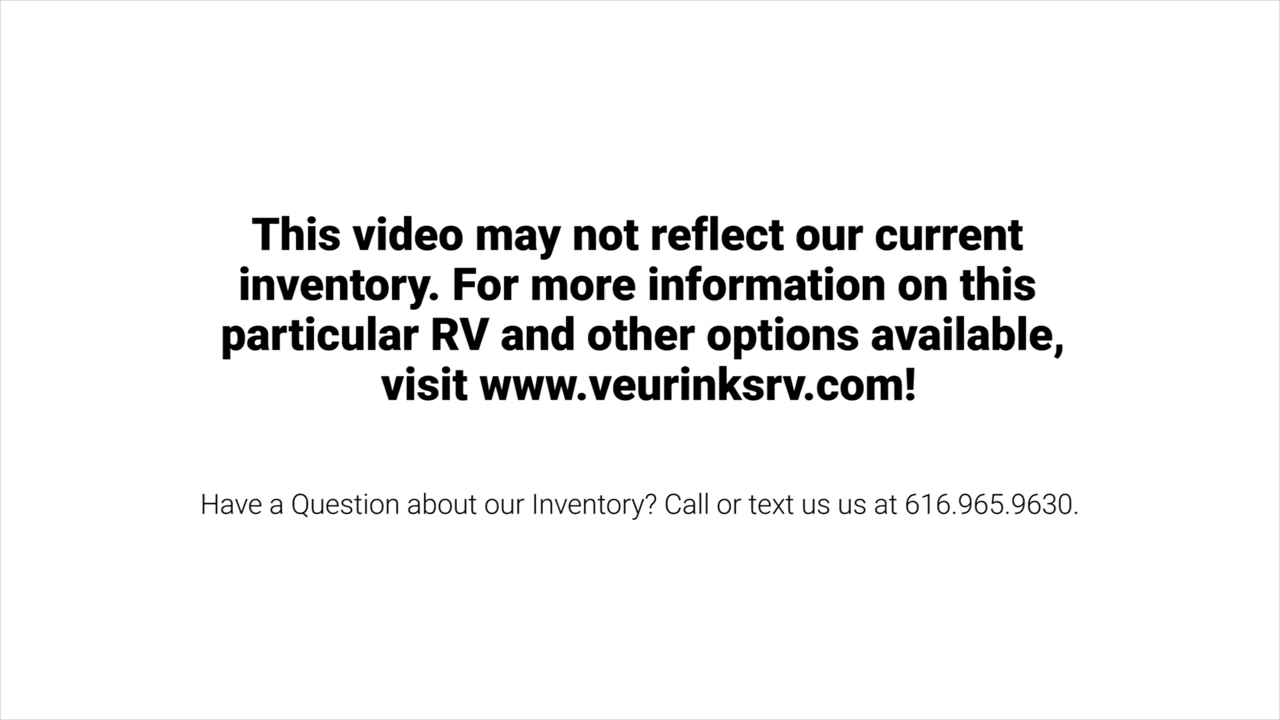 This video may not reflect our current
inventory. For more information on this
particular RV and other options available,
visit www.veurinksrv.com!
Have a Question about our Inventory? Call or text us us at 616.965.9630.